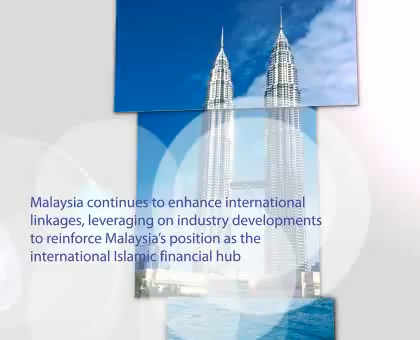 Malaysia continues to enhance international
linkages, leveraging on industry developments
to reinforce Malaysia's position as the
international Islamic financial hub